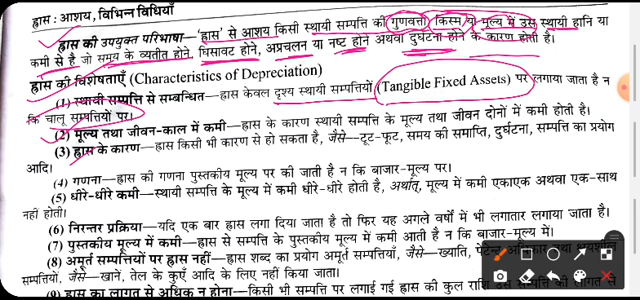 ह्रास : आशय, विभिन्न विधियाँ
ह्रास की उपयुक्त परिभाषा—'ह्रास' से आशय किसी स्थायी सम्पत्ति की गुणवत्ता, किस्म या मूल्य में उस स्थायी हानि या
कमी से है जो समय के व्यतीत होने, घिसावट होने, अप्रचलन या नष्ट होने अथवा दुर्घटना होने के कारण होती है।
ह्रास की विशेषताएँ (Characteristics of Depreciation)
(1) स्थायी सम्पत्ति से सम्बन्धित—ह्रास केवल दृश्य स्थायी सम्पत्तियों (Tangible Fixed Assets) पर लगाया जाता है न
कि चालू सम्पत्तियों पर।
(2) मूल्य तथा जीवन-काल में कमी—ह्रास के कारण स्थायी सम्पत्ति के मूल्य तथा जीवन दोनों में कमी होती है।
(3) ह्रास के कारण—ह्रास किसी भी कारण से हो सकता है, जैसे—टूट-फूट, समय की समाप्ति, दुर्घटना, सम्पत्ति का प्रयोग
आदि।
(4) गणना—ह्रास की गणना पुस्तकीय मूल्य पर की जाती है न कि बाजार-मूल्य पर।
(5) धीरे-धीरे कमी—स्थायी सम्पत्ति के मूल्य में कमी धीरे-धीरे होती है, अर्थात् मूल्य में कमी एकाएक अथवा एक-साथ
नहीं होती।
(6) निरन्तर प्रक्रिया—यदि एक बार ह्रास लगा दिया जाता है तो फिर यह अगले वर्षों में भी लगातार लगाया जाता है।
(7) पुस्तकीय मूल्य में कमी—ह्रास से सम्पत्ति के पुस्तकीय मूल्य में कमी आती है न कि बाजार-मूल्य में।
(8) अमूर्त सम्पत्तियों पर ह्रास नहीं—ह्रास शब्द का प्रयोग अमूर्त सम्पत्तियों, जैसे—ख्याति, तथा
सम्पत्तियों, जैसे—खानें, तेल के कुएँ आदि के लिए नहीं किया जाता।
(9) ह्रास का लागत से अधिक न होना—किसी भी सम्पत्ति पर लगाई गई ह्रास की कुल राशि उस सम्पत्ति की लागत से